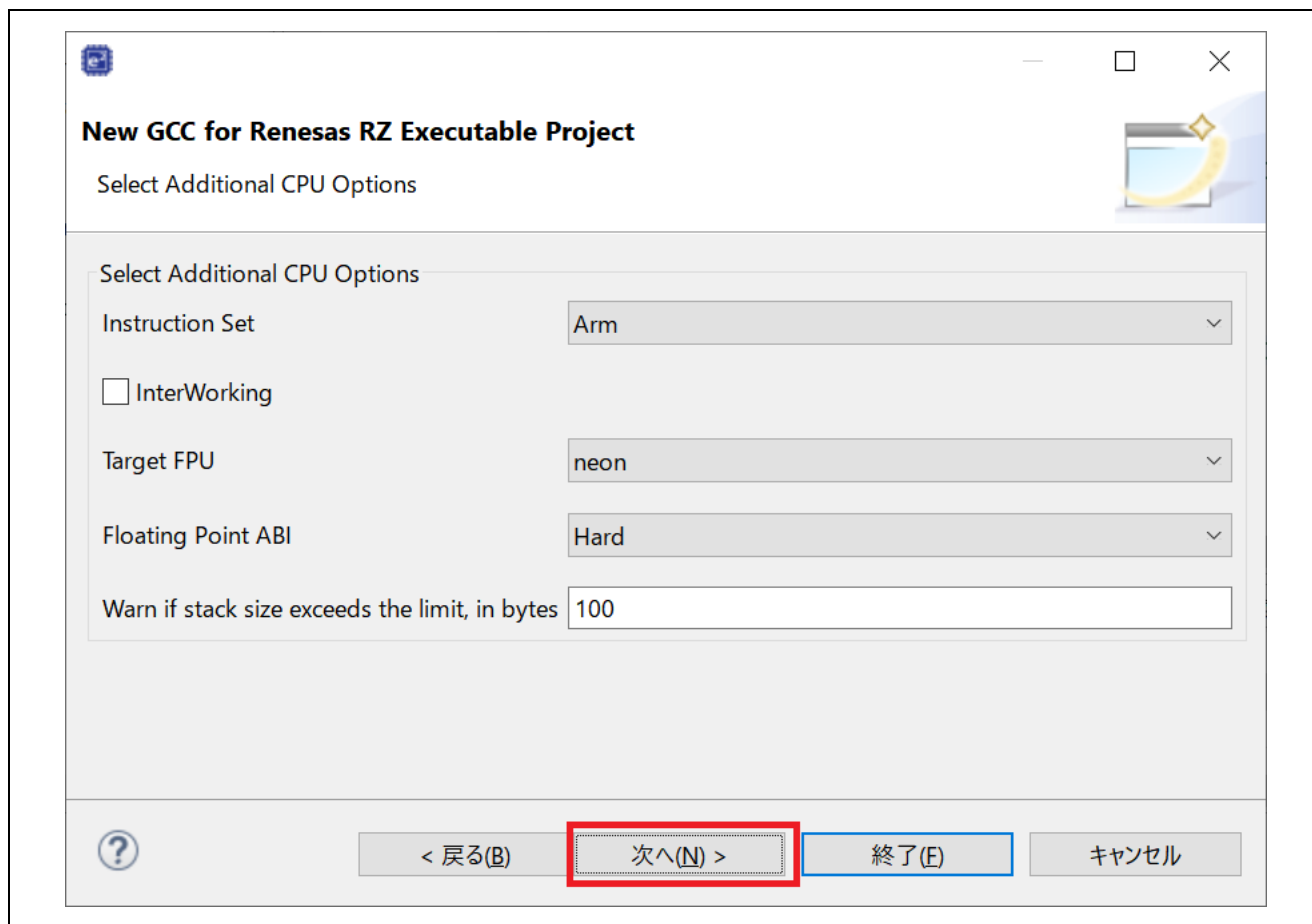 e²
New GCC for Renesas RZ Executable Project
Select Additional CPU Options
Select Additional CPU Options
Instruction Set Arm
InterWorking
Target FPU neon
Floating Point ABI Hard
Warn if stack size exceeds the limit, in bytes 100
< 戻る(B) 次へ(N) > 終了(F) キャンセル